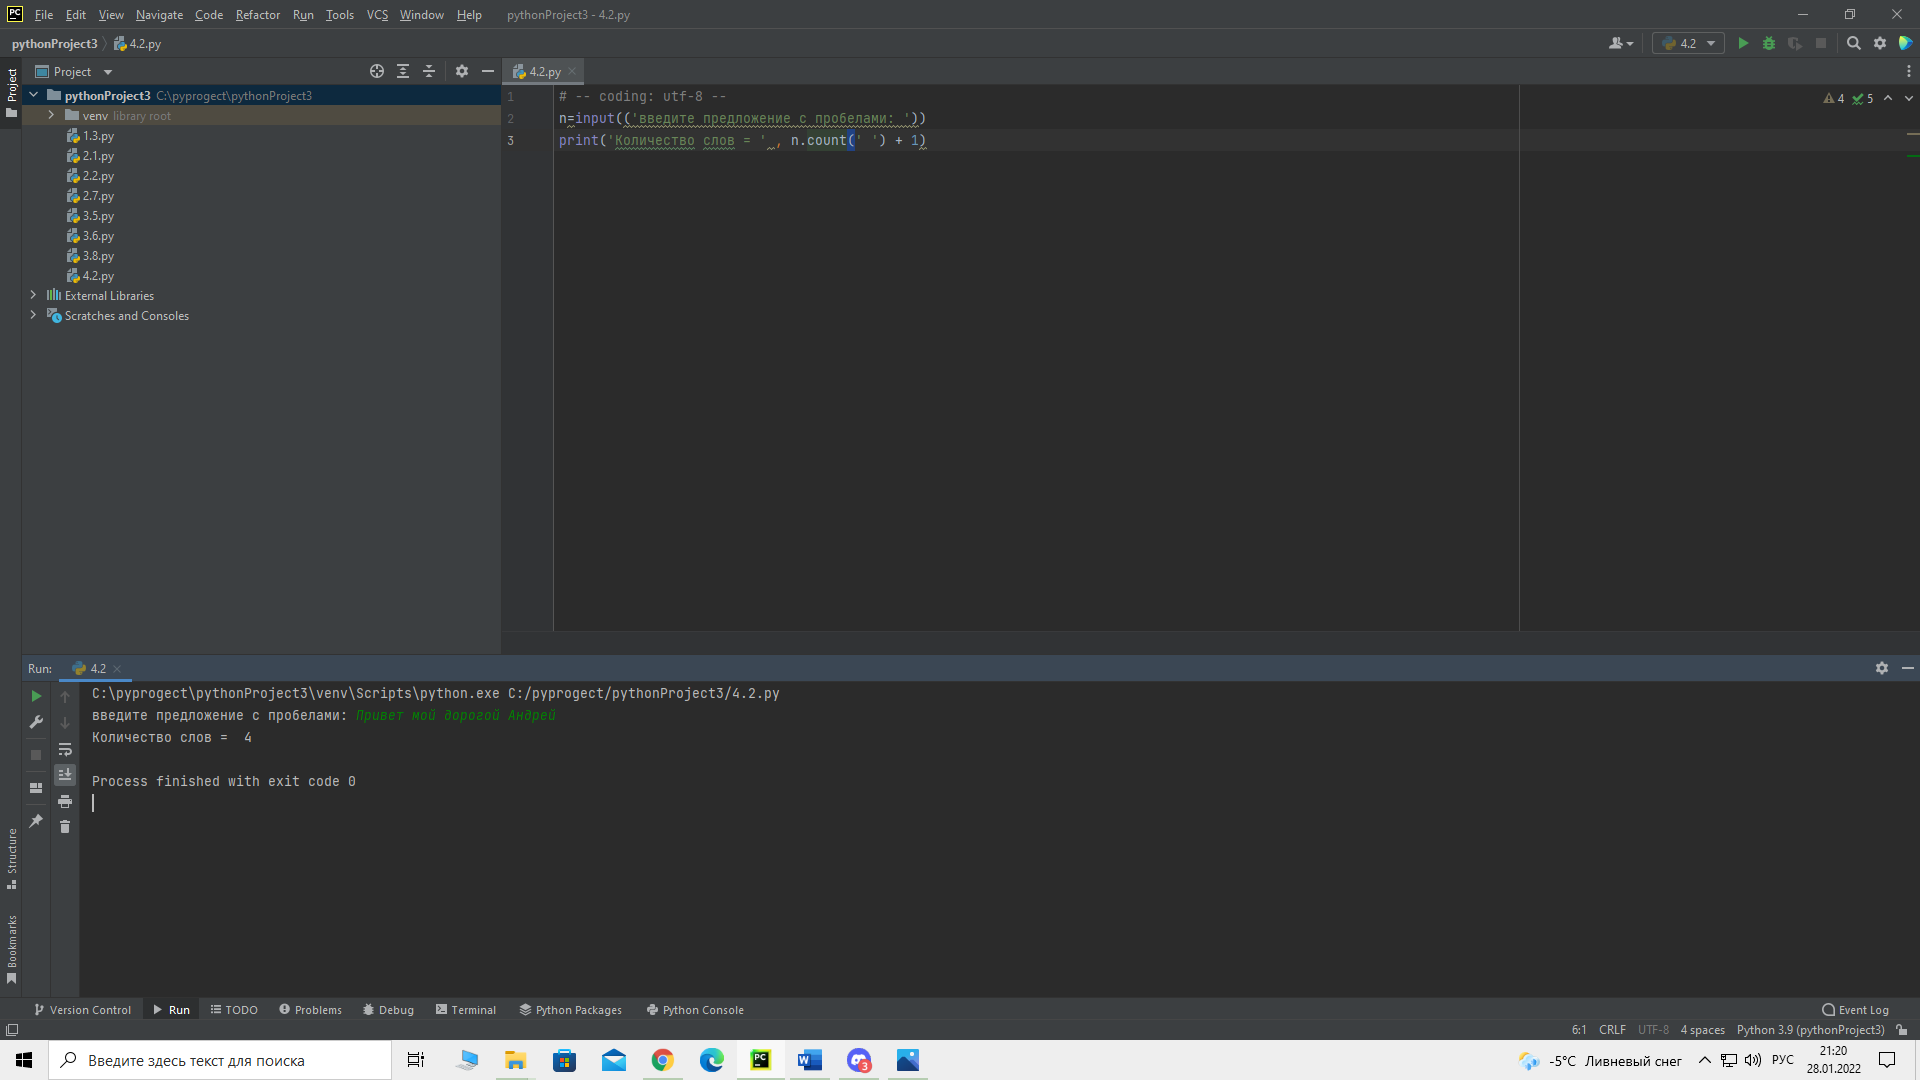 PC File Edit View Navigate Code Refactor Run Tools VCS Window Help pythonProject3 - 4.2.py
pythonProject3 4.2.py 4.2
Project 4.2.py
Project
pythonProject3 C:\pyprogect\pythonProject3
venv library root
1.3.py
2.1.py
2.2.py
2.7.py
3.5.py
3.6.py
3.8.py
4.2.py
External Libraries
Scratches and Consoles
1 # -- coding: utf-8 --
2 n=input(('введите предложение с пробелами: '))
3 print('Количество слов = ' , n.count(' ') + 1)
4 5
Run: 4.2
C:\pyprogect\pythonProject3\venv\Scripts\python.exe C:/pyprogect/pythonProject3/4.2.py
введите предложение с пробелами: Привет мой дорогой Андрей
Количество слов =  4
Process finished with exit code 0
Structure
Bookmarks
Version Control Run TODO Problems Debug Terminal Python Packages Python Console Event Log
6:1 CRLF UTF-8 4 spaces Python 3.9 (pythonProject3)
Введите здесь текст для поиска PC W 3 -5°C Ливневый снег РУС 21:20
28.01.2022